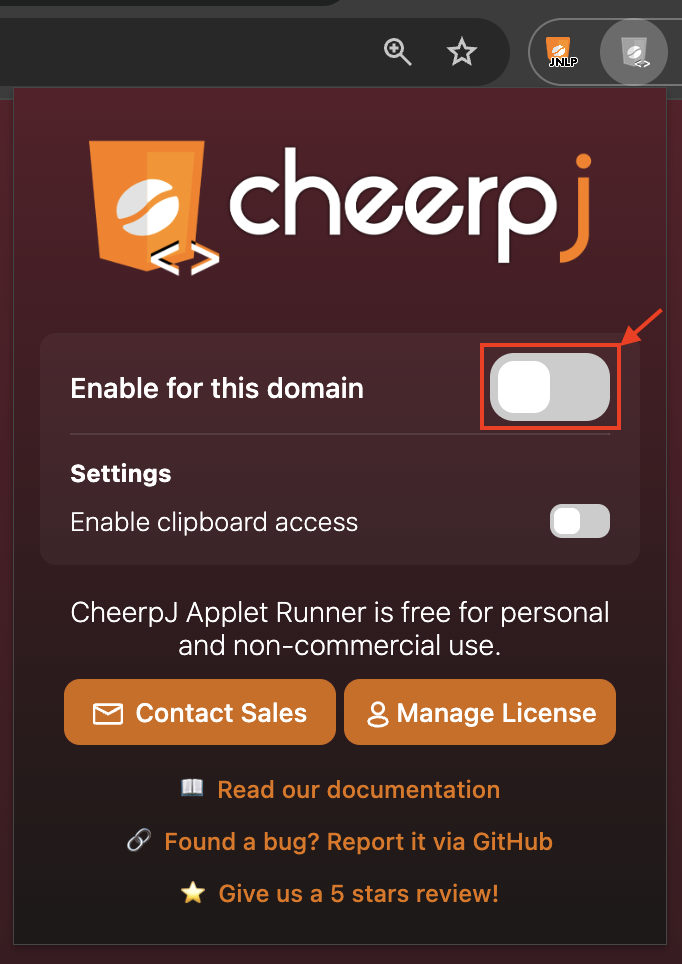 JNLP
<>
cheerpj
<>
Enable for this domain
Settings
Enable clipboard access
CheerpJ Applet Runner is free for personal
and non-commercial use.
Contact Sales
Manage License
Read our documentation
Found a bug? Report it via GitHub
Give us a 5 stars review!